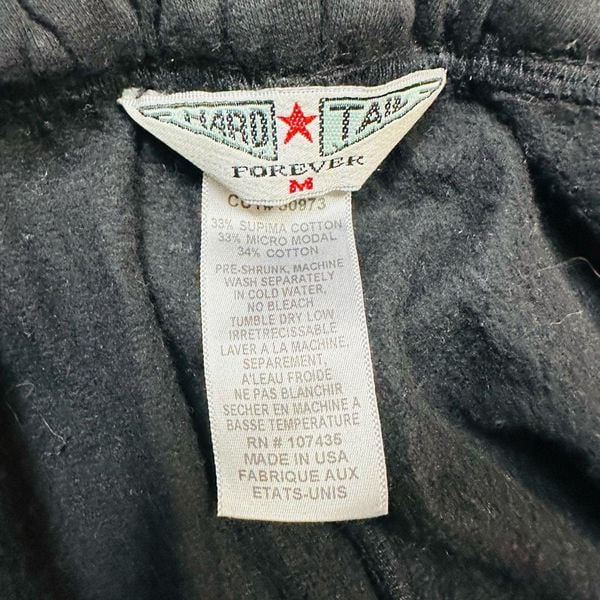 HARD TAIL
FOREVER
M
CUT# 30973
33% SUPIMA COTTON
33% MICRO MODAL
34% COTTON
PRE-SHRUNK, MACHINE
WASH SEPARATELY
IN COLD WATER,
NO BLEACH
TUMBLE DRY LOW
IRRETRECISSABLE
LAVER A LA MACHINE,
SEPAREMENT,
A'LEAU FROIDE
NE PAS BLANCHIR
SECHER EN MACHINE A
BASSE TEMPERATURE
RN # 107435
MADE IN USA
FABRIQUE AUX
ETATS-UNIS